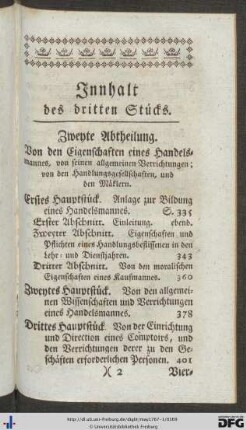 Innhalt
des dritten Stücks.
Zweyte Abtheilung.
Von den Eigenschaften eines Handels-
mannes, von seinen allgemeinen Verrichtungen;
von den Handlungsgesellschaften, und
den Mäklern.
Erstes Hauptstück. Anlage zur Bildung
eines Handelsmannes. S. 335
Erster Abschnitt. Einleitung. ebend.
Zweyter Abschnitt. Eigenschaften und
Pflichten eines Handlungsbeflissenen in den
Lehr- und Dienstjahren. 343
Dritter Abschnitt. Von den moralischen
Eigenschaften eines Kaufmannes. 360
Zweytes Hauptstück. Von den allgemei-
nen Wissenschaften und Verrichtungen
eines Handelsmannes. 378
Drittes Hauptstück. Von der Einrichtung
und Direction eines Comptoirs, und
den Verrichtungen derer zu den Ge-
schäften erforderlichen Personen. 401
)( 2 Vier-
© Universitätsbibliothek Freiburg
DFG